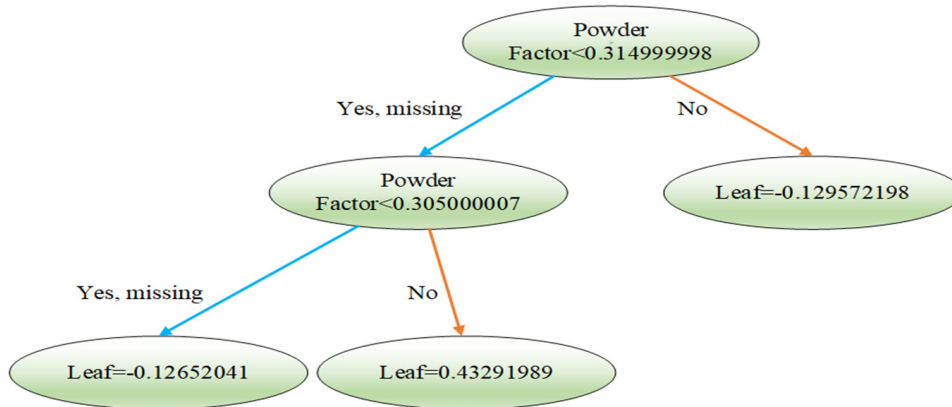 Powder
Factor<0.314999998
Yes, missing
No
Powder
Factor<0.305000007
Leaf=-0.129572198
Yes, missing
No
Leaf=-0.12652041
Leaf=0.43291989